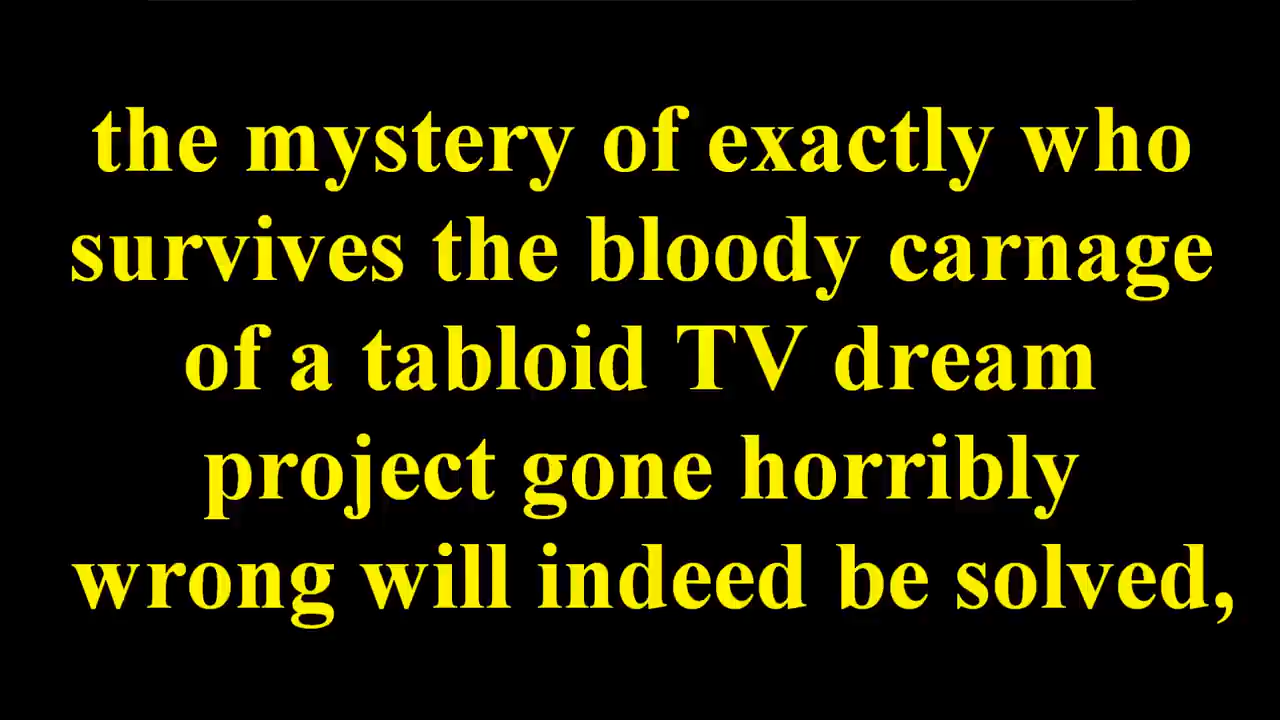 the mystery of exactly who
survives the bloody carnage
of a tabloid TV dream
project gone horribly
wrong will indeed be solved,